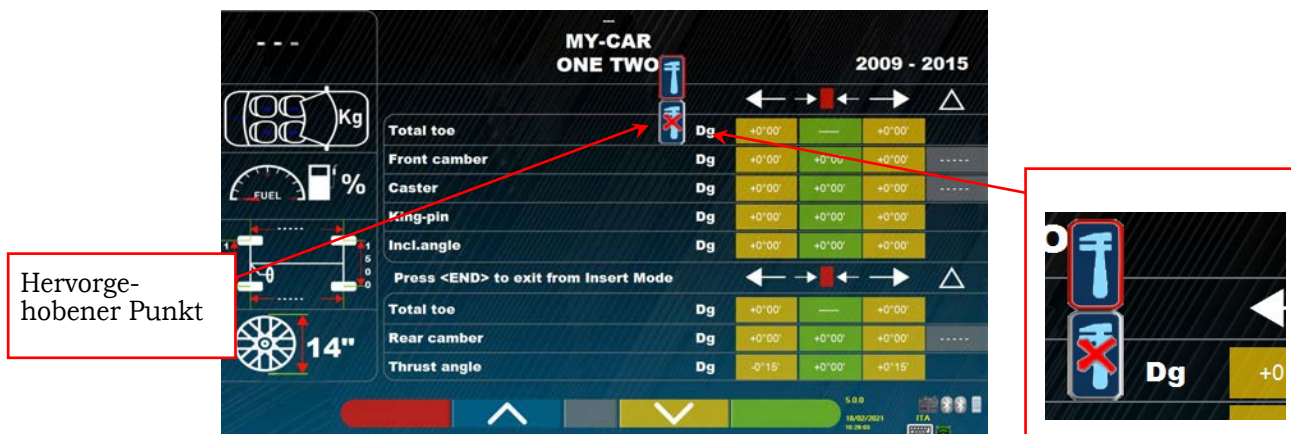 ---
---
MY-CAR
ONE TWO
2009 - 2015
Kg
Total toe Dg +0°00' ----- +0°00'
Front camber Dg +0°00' +0°00' +0°00' -----
FUEL %
Caster Dg +0°00' +0°00' +0°00' -----
King-pin Dg +0°00' +0°00' +0°00'
Incl.angle Dg +0°00' +0°00' +0°00'
-----
1 1500
Press <END> to exit from Insert Mode
-----
Total toe Dg +0°00' ----- +0°00'
Rear camber Dg +0°00' +0°00' +0°00' -----
14"
Thrust angle Dg -0°15' +0°00' +0°15'
5.0.0
18/02/2021
ITA
Hervorge-
hobener Punkt
O
Dg +0